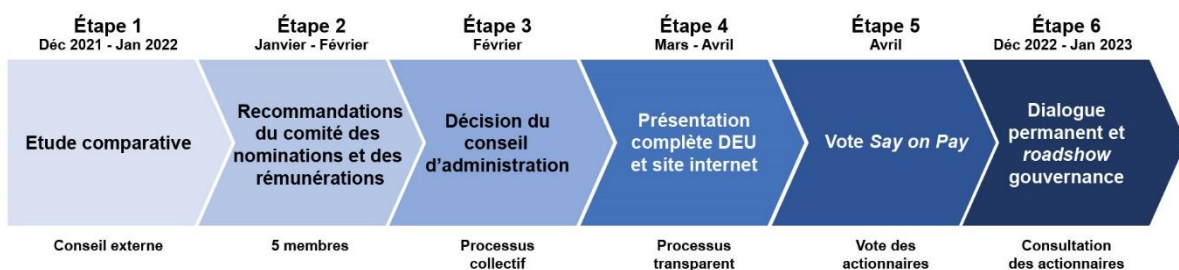 Étape 1
Déc 2021 - Jan 2022
Étape 2
Janvier - Février
Étape 3
Février
Étape 4
Mars - Avril
Étape 5
Avril
Étape 6
Déc 2022 - Jan 2023
Etude comparative
Recommandations
du comité des
nominations et des
rémunérations
Décision du
conseil
d'administration
Présentation
complète DEU
et site internet
Vote Say on Pay
Dialogue
permanent et
roadshow
gouvernance
Conseil externe
5 membres
Processus
collectif
Processus
transparent
Vote des
actionnaires
Consultation
des actionnaires